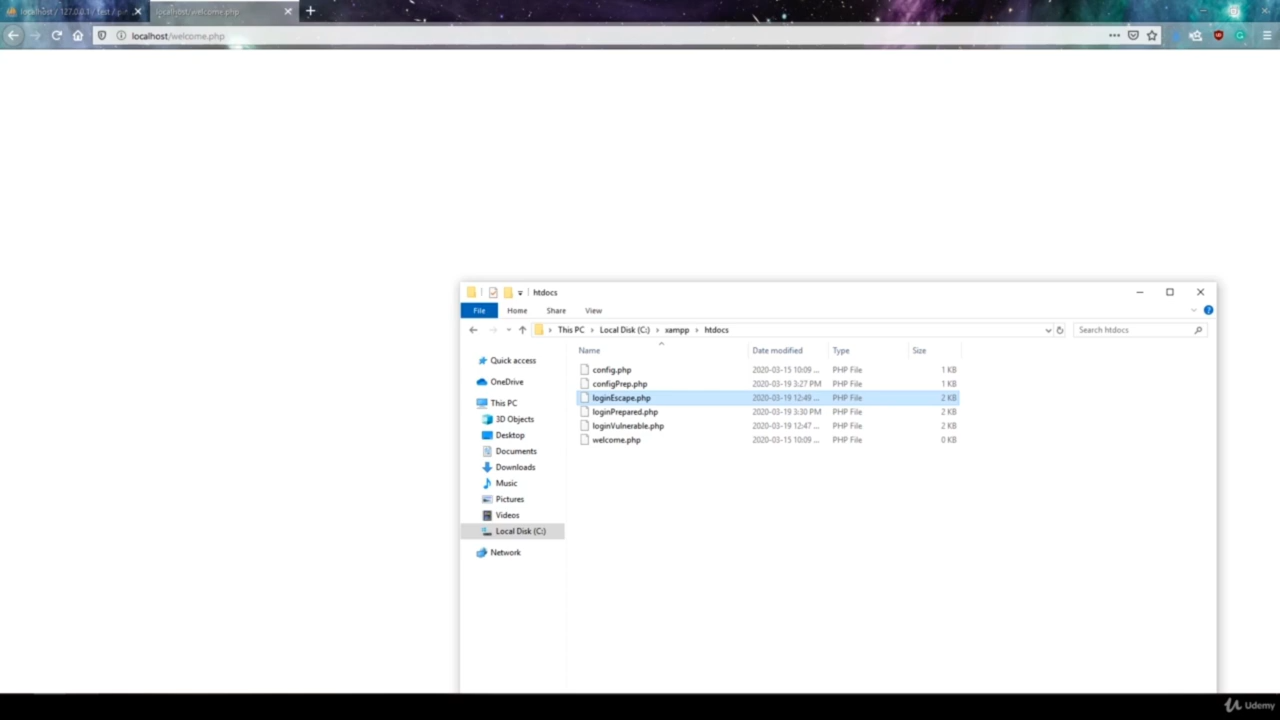 localhost / 127.0.0.1 / test / p
localhost/welcome.php
localhost/welcome.php
htdocs
File Home Share View
This PC Local Disk (C:) xampp htdocs
Search htdocs
Name Date modified Type Size
Quick access
OneDrive
This PC
3D Objects
Desktop
Documents
Downloads
Music
Pictures
Videos
Local Disk (C:)
Network
config.php 2020-03-15 10:09 ... PHP File 1 KB
configPrep.php 2020-03-19 3:27 PM PHP File 1 KB
loginEscape.php 2020-03-19 12:49 ... PHP File 2 KB
loginPrepared.php 2020-03-19 3:30 PM PHP File 2 KB
loginVulnerable.php 2020-03-19 12:47 ... PHP File 2 KB
welcome.php 2020-03-15 10:09 ... PHP File 0 KB
Udemy